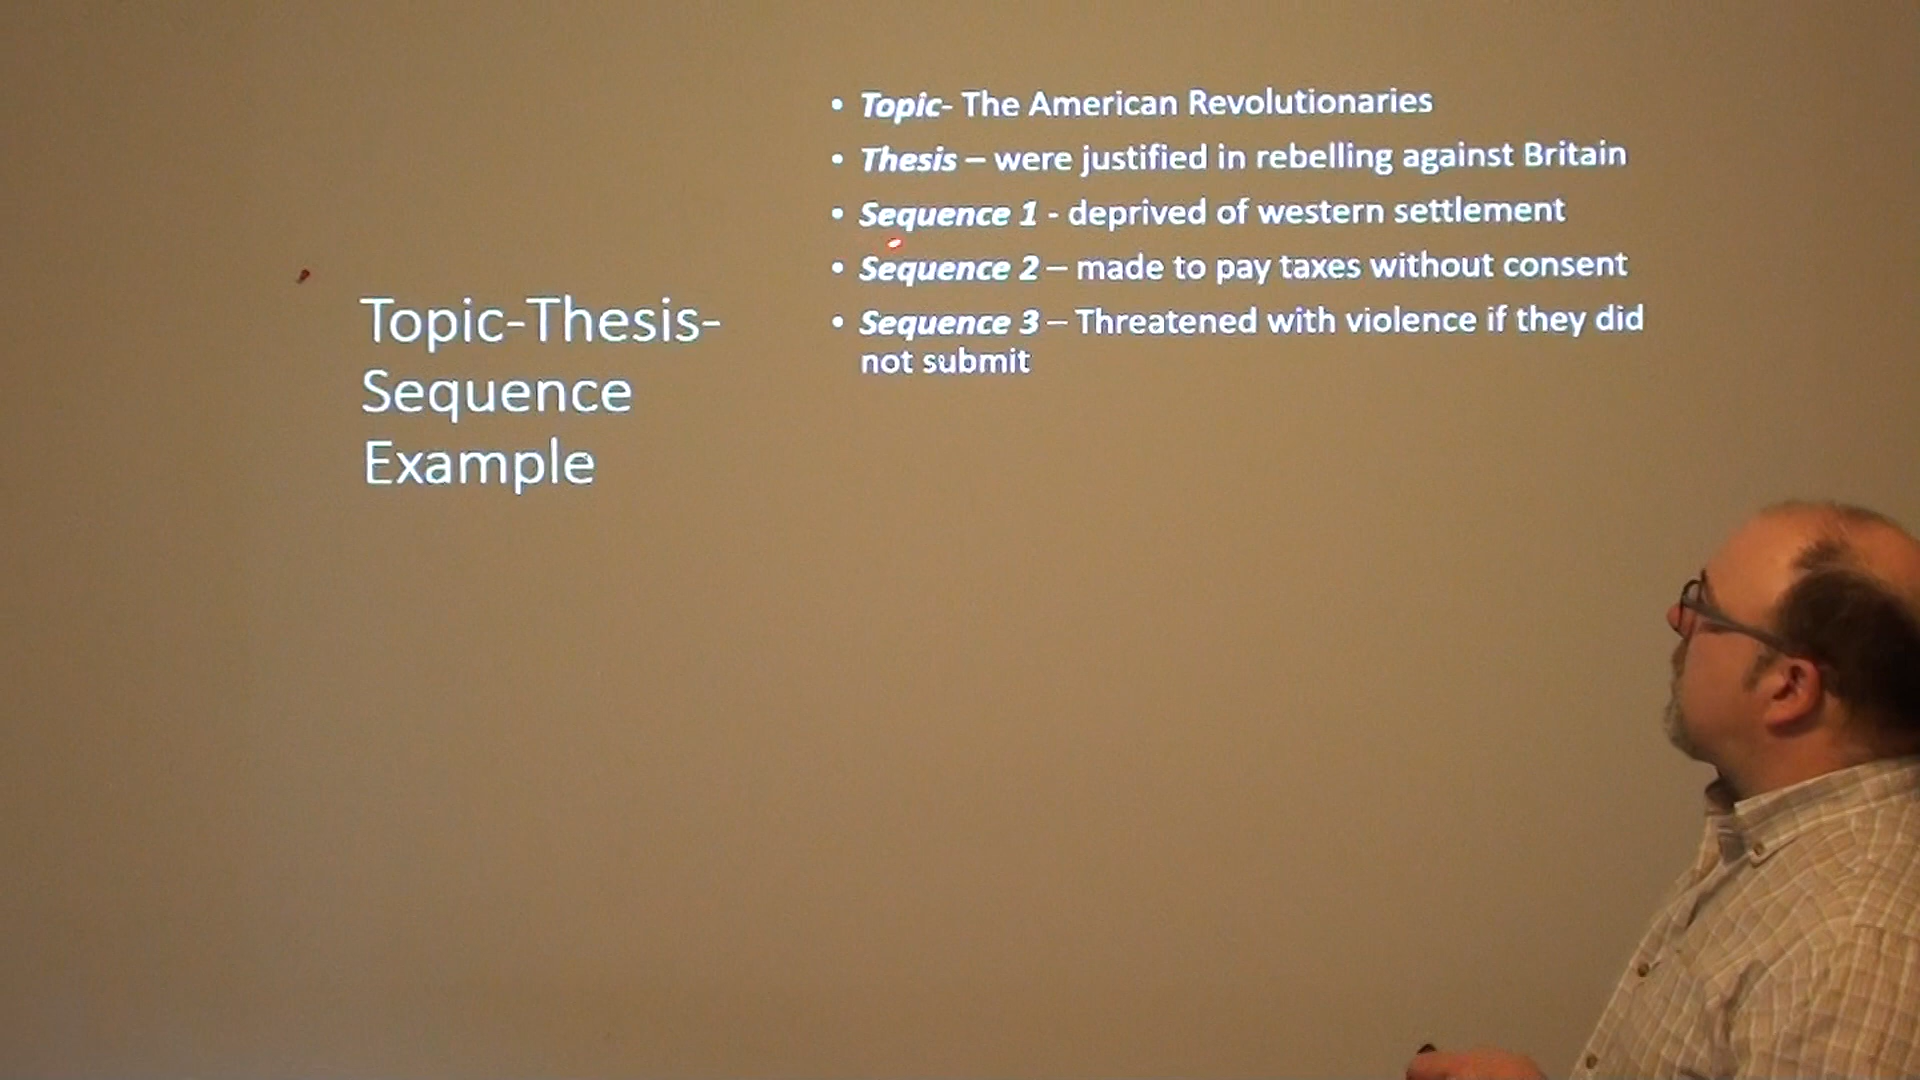 Topic-Thesis-
Sequence
Example
• Topic- The American Revolutionaries
• Thesis – were justified in rebelling against Britain
• Sequence 1 - deprived of western settlement
• Sequence 2 – made to pay taxes without consent
• Sequence 3 – Threatened with violence if they did
not submit